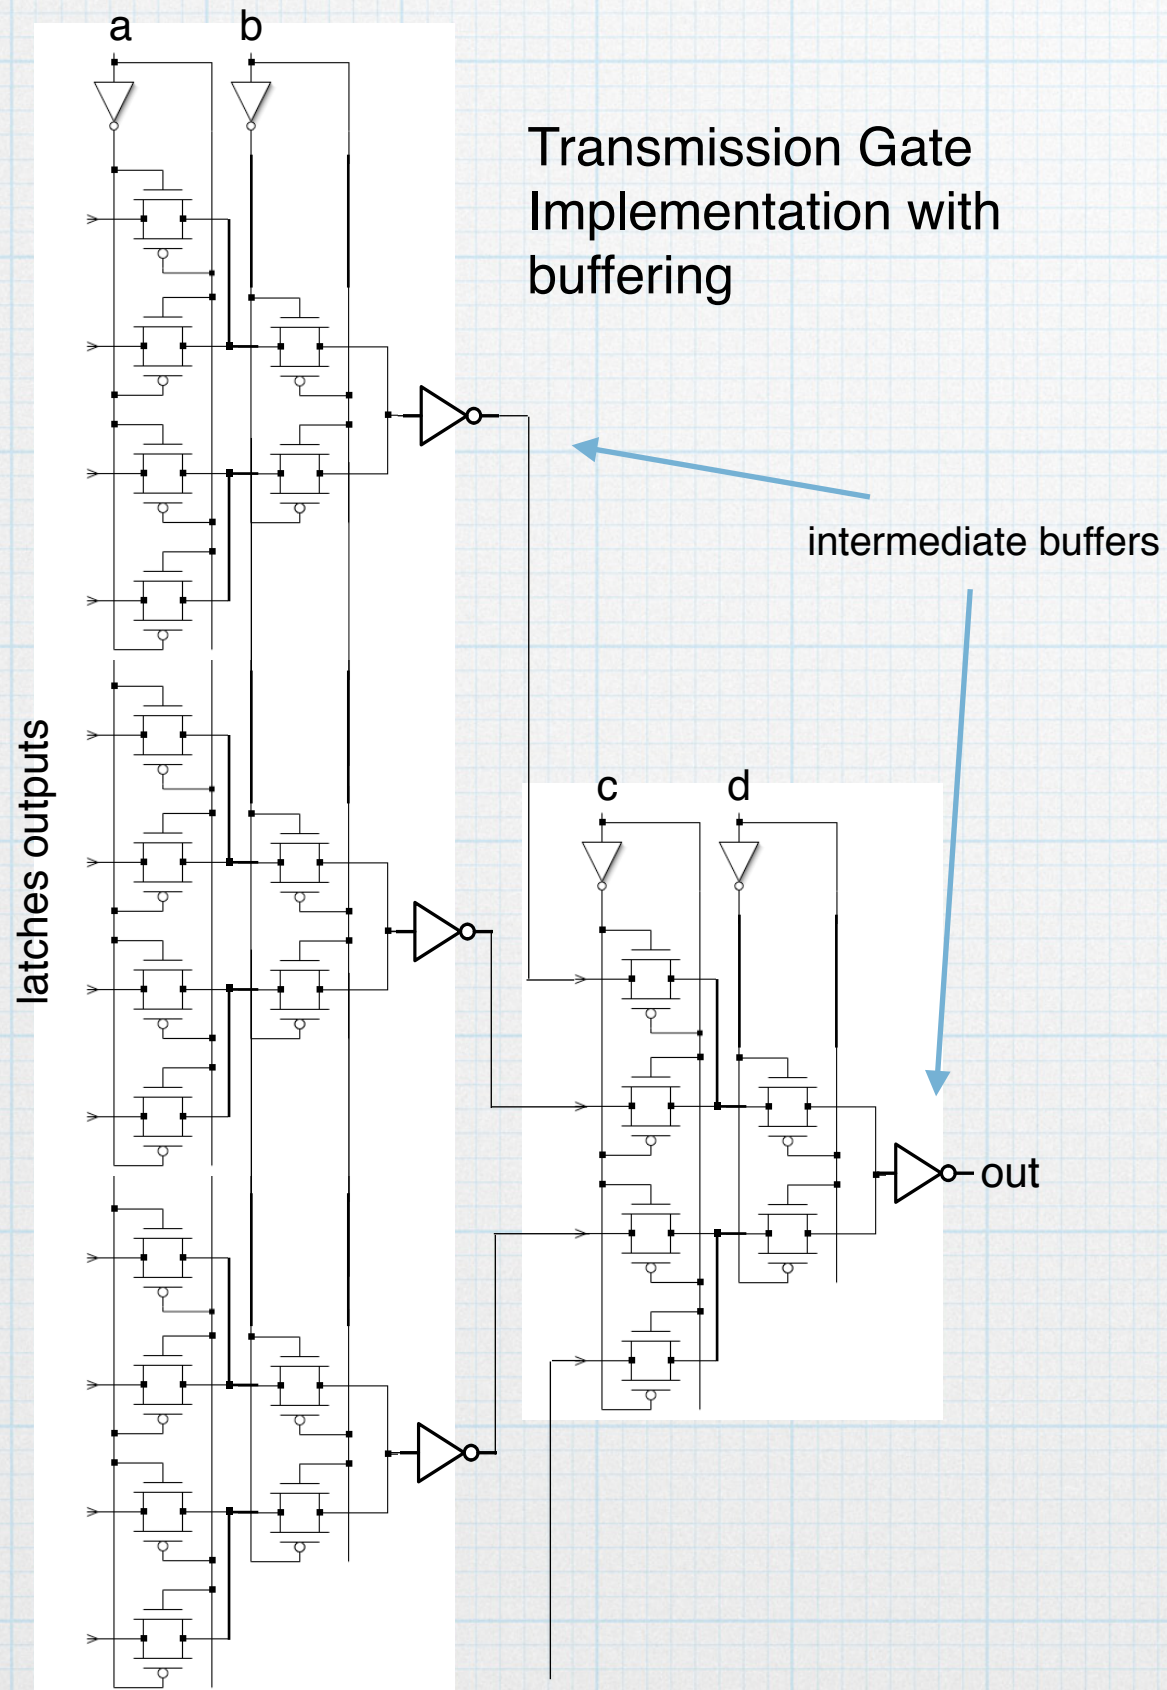 a
b
Transmission Gate
Implementation with
buffering
intermediate buffers
latches outputs
c
d
out